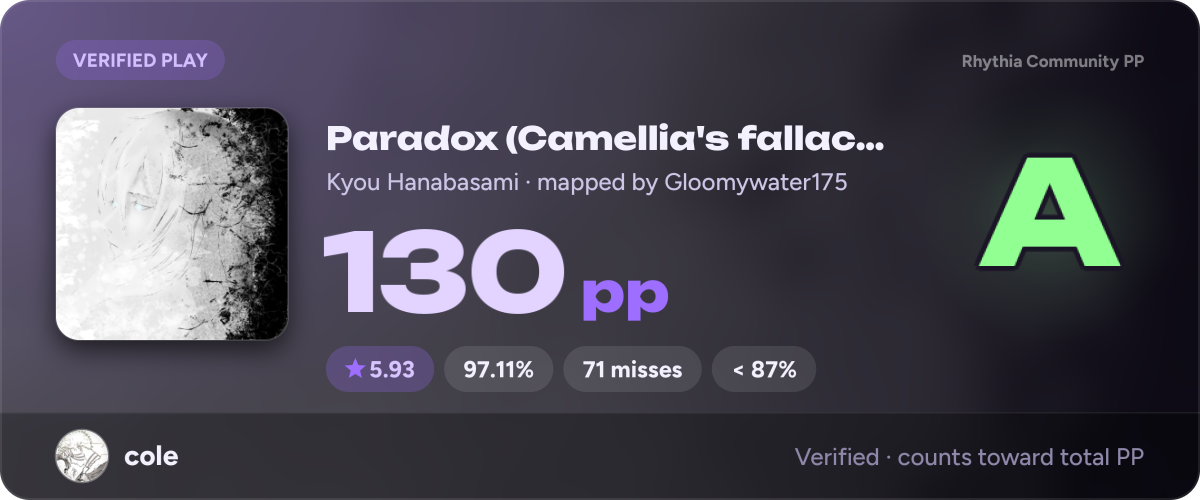 VERIFIED PLAY
Rhythia Community PP
Paradox (Camellia's fallac...
Kyou Hanabasami · mapped by Gloomywater175
A
130 pp
★5.93
97.11%
71 misses
< 87%
cole
Verified · counts toward total PP